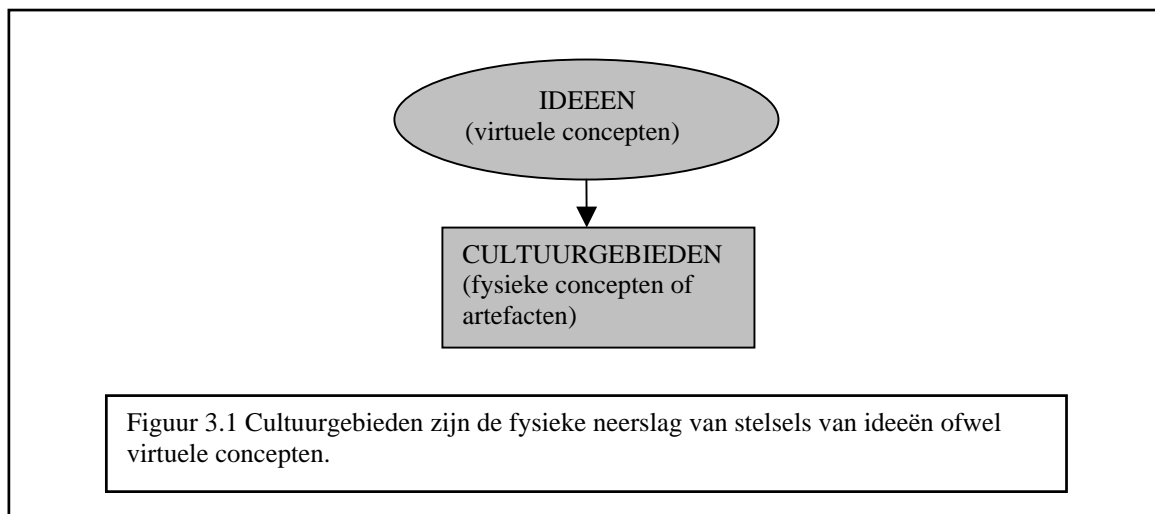 IDEEEN
(virtuele concepten)
CULTUURGEBIEDEN
(fysieke concepten of
artefacten)
Figuur 3.1 Cultuurgebieden zijn de fysieke neerslag van stelsels van ideeën ofwel
virtuele concepten.